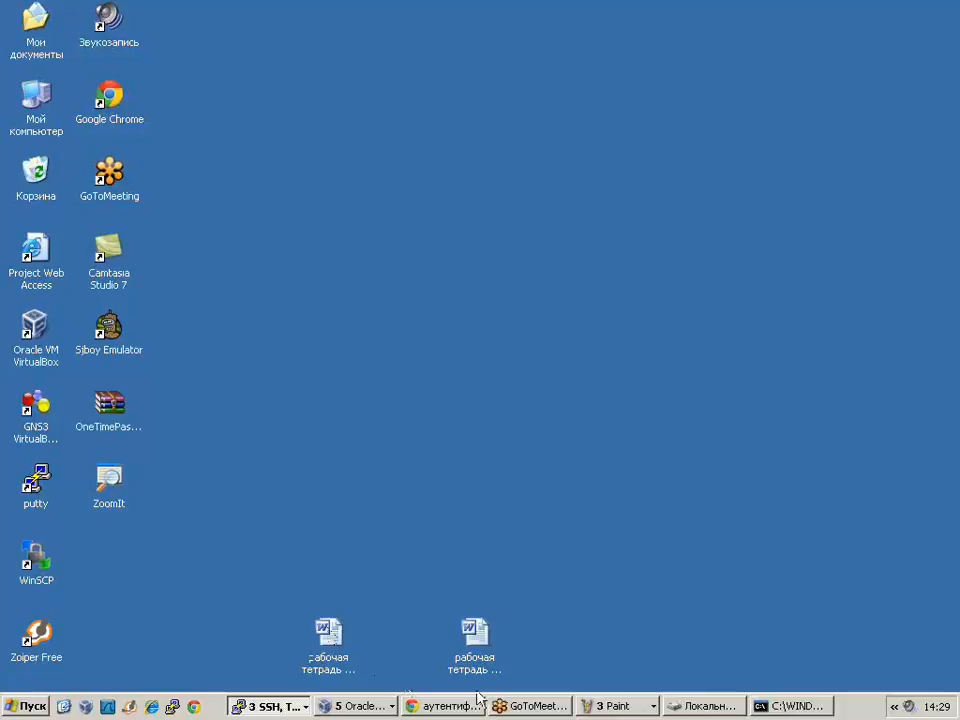 Мои
документы
Звукозапись
Мой
компьютер
Google Chrome
Корзина
GoToMeeting
Project Web
Access
Camtasia
Studio 7
Oracle VM
VirtualBox
Sjboy Emulator
GNS3
VirtualB...
OneTimePas...
putty
ZoomIt
WinSCP
Zoiper Free
рабочая
тетрадь ...
рабочая
тетрадь ...
Пуск
3 SSH, T...
5 Oracle...
аутентиф...
GoToMeet...
3 Paint
Локальн...
C:\WIND...
14:29